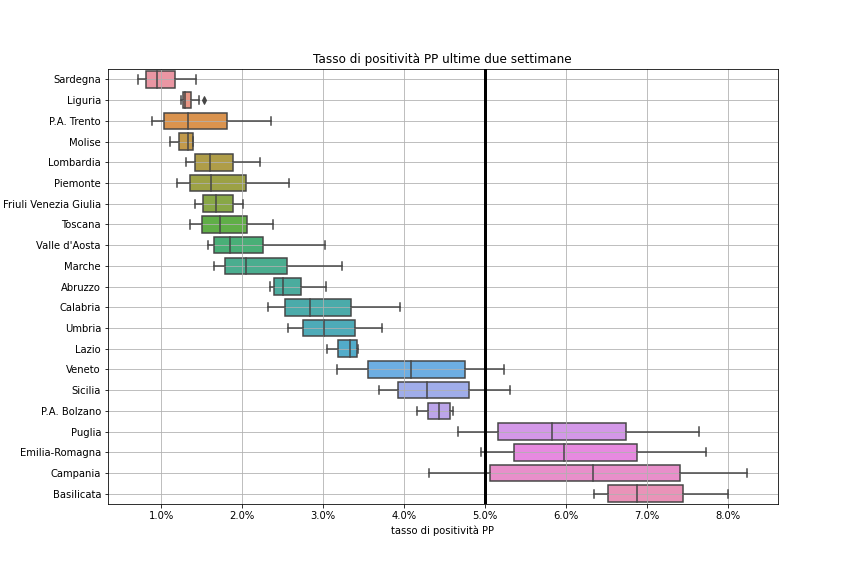 Tasso di positività PP ultime due settimane
Sardegna
Liguria
P.A. Trento
Molise
Lombardia
Piemonte
Friuli Venezia Giulia
Toscana
Valle d'Aosta
Marche
Abruzzo
Calabria
Umbria
Lazio
Veneto
Sicilia
P.A. Bolzano
Puglia
Emilia-Romagna
Campania
Basilicata
1.0% 2.0% 3.0% 4.0% 5.0% 6.0% 7.0% 8.0%
tasso di positività PP